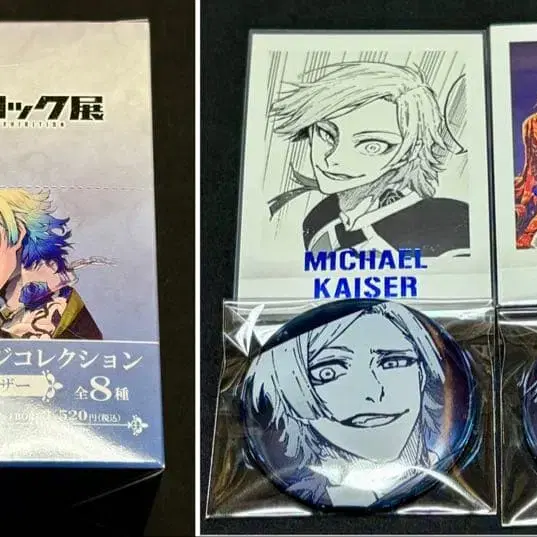 ロック展
EXHIBITION
ジコレクション
ザー
全8種
520円(税込)
MICHAEL
KAISER